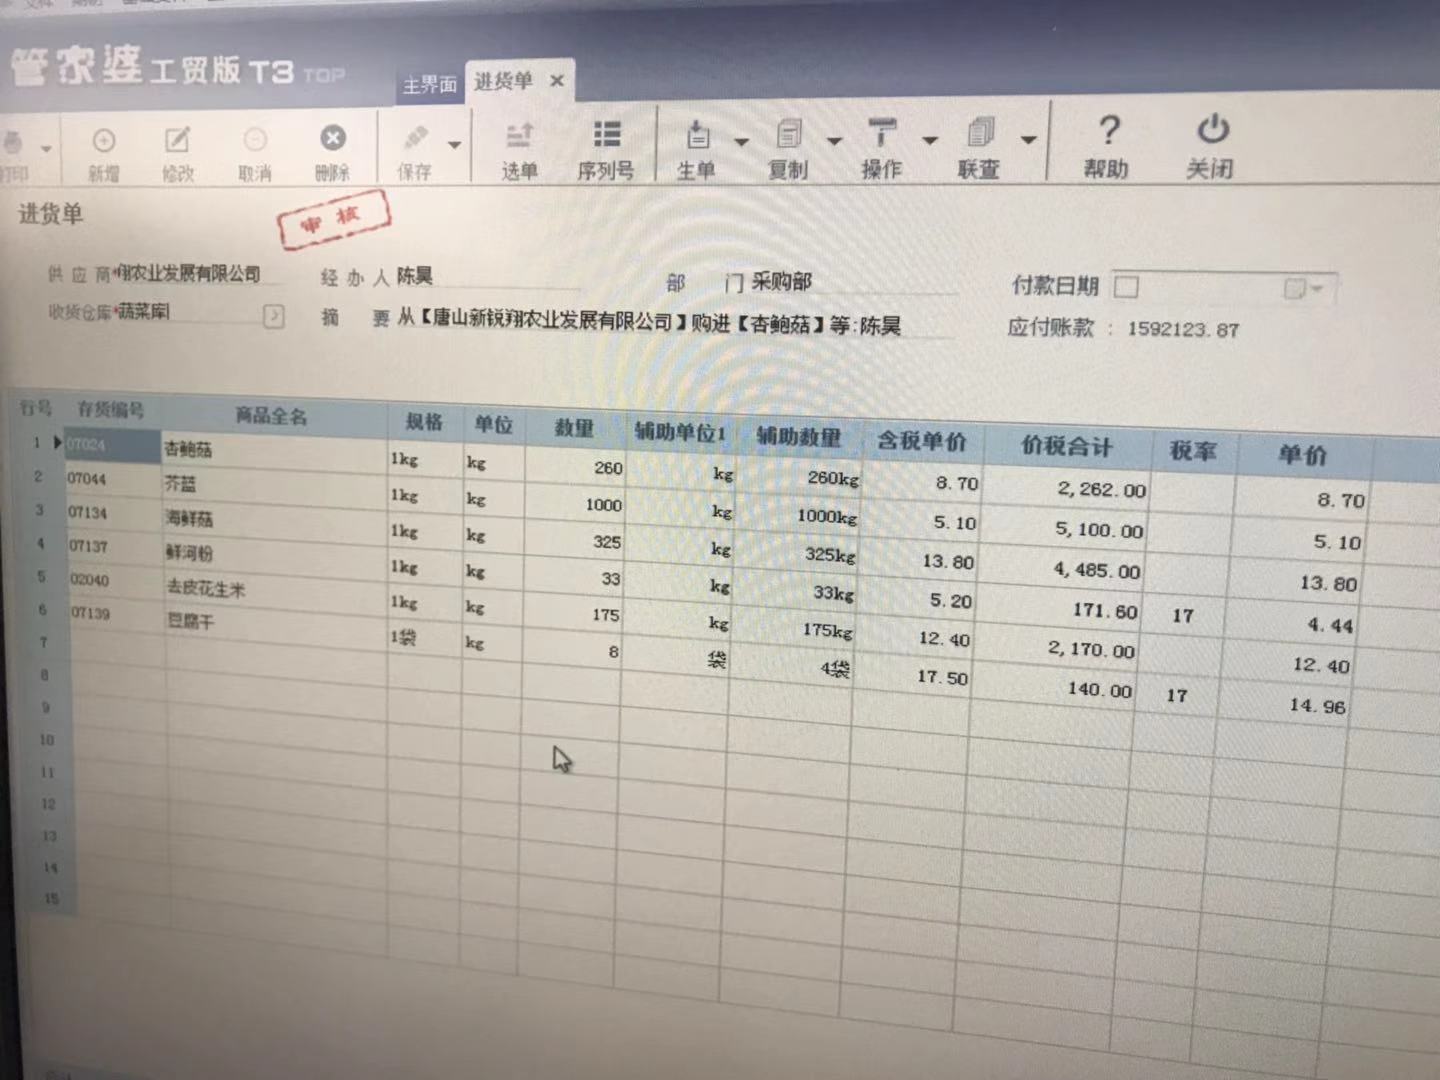 管家婆 工贸版 T3 TOP
主界面 进货单 ×
打印 新增 修改 取消 删除 保存 选单 序列号 生单 复制 操作 联查 帮助 关闭
进货单 审核
供应商*翔农业发展有限公司 经办人 陈昊 部门 采购部 付款日期
收货仓库*蔬菜库 摘要 从【唐山新锐翔农业发展有限公司】购进【杏鲍菇】等:陈昊 应付账款 : 1592123.87
行号 存货编号 商品全名 规格 单位 数量 辅助单位1 辅助数量 含税单价 价税合计 税率 单价
1 07024 杏鲍菇 1kg kg 260 kg 260kg 8.70 2,262.00 8.70
2 07044 芥蓝 1kg kg 1000 kg 1000kg 5.10 5,100.00 5.10
3 07134 海鲜菇 1kg kg 325 kg 325kg 13.80 4,485.00 13.80
4 07137 鲜河粉 1kg kg 33 kg 33kg 5.20 171.60 17 4.44
5 02040 去皮花生米 1kg kg 175 kg 175kg 12.40 2,170.00 12.40
6 07139 豆腐干 1袋 kg 8 袋 4袋 17.50 140.00 17 14.96
7
8
9
10
11
12
13
14
15